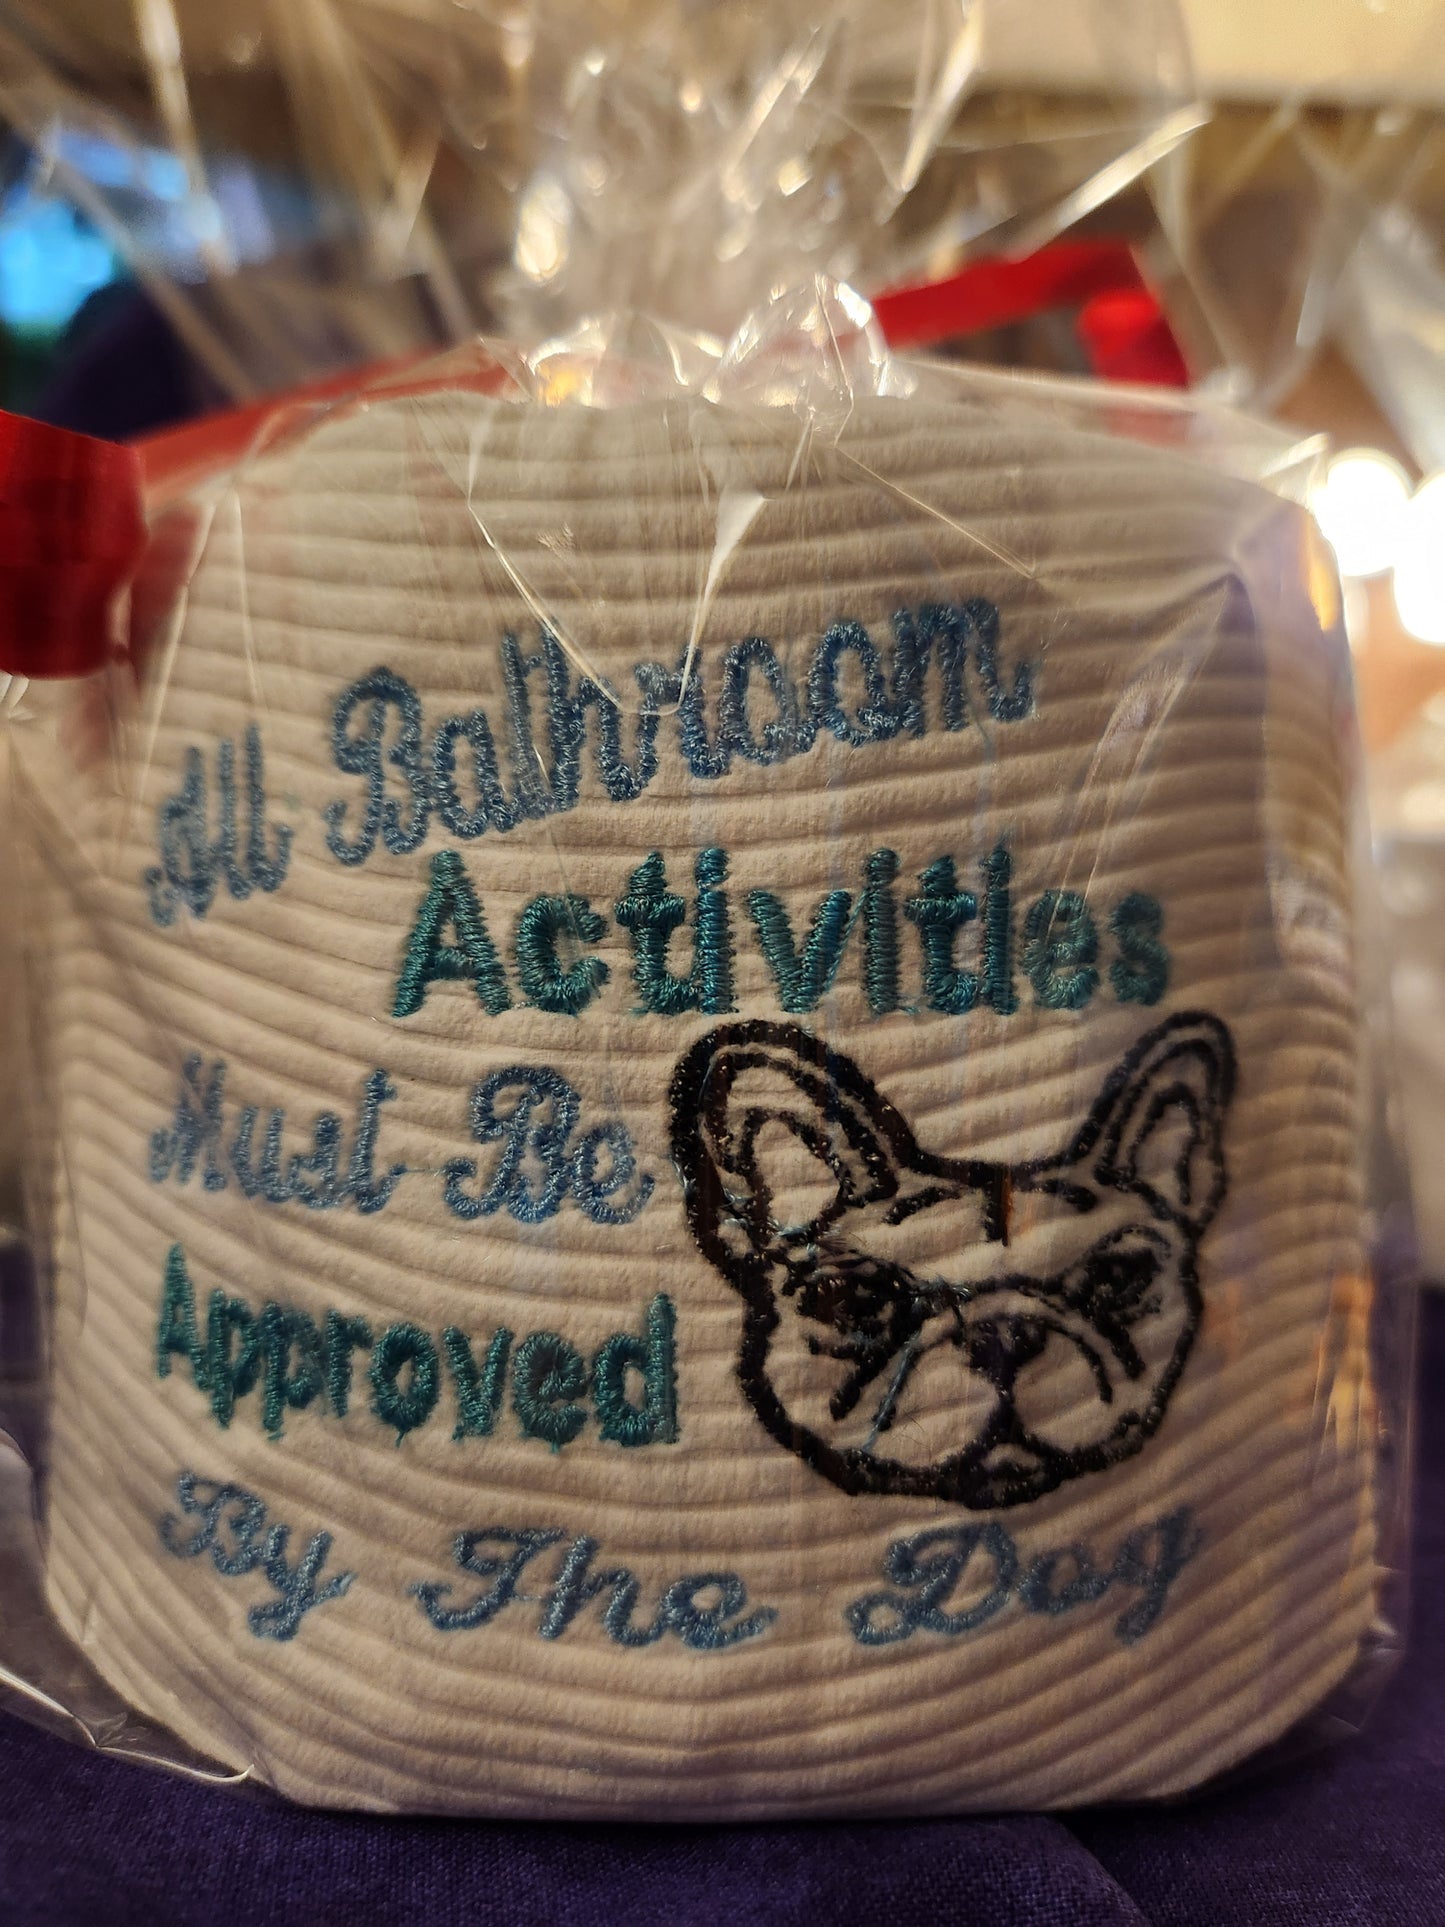 All Bathroom
Activities
Must Be
Approved
By The Dog